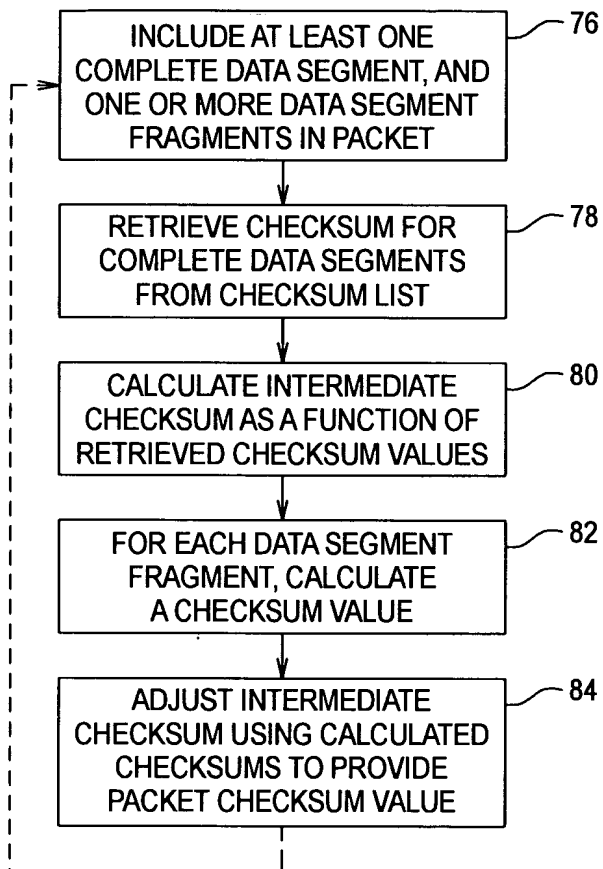 INCLUDE AT LEAST ONE
COMPLETE DATA SEGMENT, AND
ONE OR MORE DATA SEGMENT
FRAGMENTS IN PACKET
76
RETRIEVE CHECKSUM FOR
COMPLETE DATA SEGMENTS
FROM CHECKSUM LIST
78
CALCULATE INTERMEDIATE
CHECKSUM AS A FUNCTION OF
RETRIEVED CHECKSUM VALUES
80
FOR EACH DATA SEGMENT
FRAGMENT, CALCULATE
A CHECKSUM VALUE
82
ADJUST INTERMEDIATE
CHECKSUM USING CALCULATED
CHECKSUMS TO PROVIDE
PACKET CHECKSUM VALUE
84